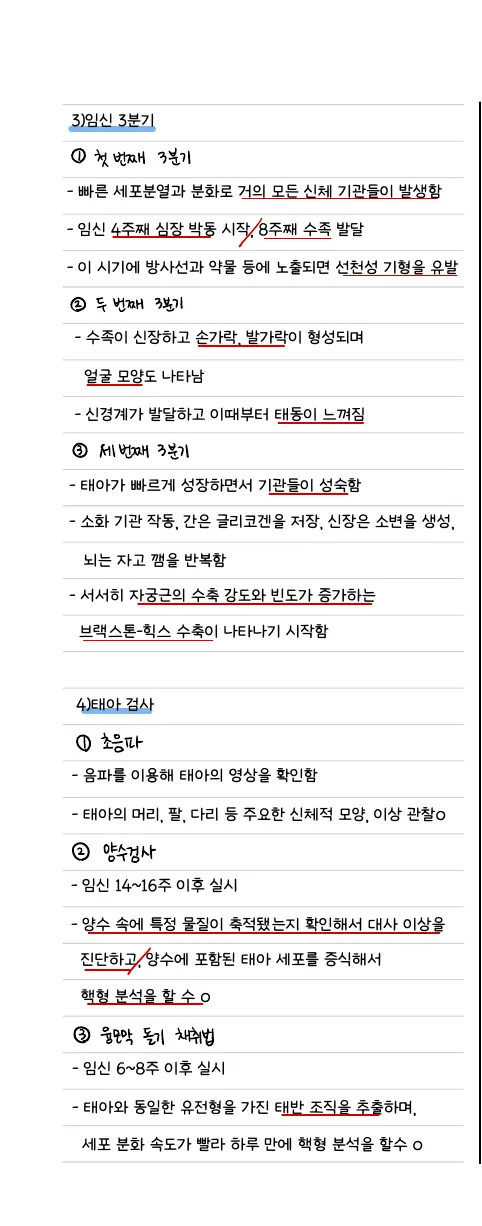 3)임신 3분기
① 첫 번째 3분기
- 빠른 세포분열과 분화로 거의 모든 신체 기관들이 발생함
- 임신 4주째 심장 박동 시작, 8주째 수족 발달
- 이 시기에 방사선과 약물 등에 노출되면 선천성 기형을 유발
② 두 번째 3분기
- 수족이 신장하고 손가락, 발가락이 형성되며
얼굴 모양도 나타남
- 신경계가 발달하고 이때부터 태동이 느껴짐
③ 세 번째 3분기
- 태아가 빠르게 성장하면서 기관들이 성숙함
- 소화 기관 작동, 간은 글리코겐을 저장, 신장은 소변을 생성,
뇌는 자고 깸을 반복함
- 서서히 자궁근의 수축 강도와 빈도가 증가하는
브랙스톤-힉스 수축이 나타나기 시작함
4)태아 검사
① 초음파
- 음파를 이용해 태아의 영상을 확인함
- 태아의 머리, 팔, 다리 등 주요한 신체적 모양, 이상 관찰o
② 양수검사
- 임신 14~16주 이후 실시
- 양수 속에 특정 물질이 축적됐는지 확인해서 대사 이상을
진단하고, 양수에 포함된 태아 세포를 증식해서
핵형 분석을 할 수 o
③ 융모막 돌기 채취법
- 임신 6~8주 이후 실시
- 태아와 동일한 유전형을 가진 태반 조직을 추출하며,
세포 분화 속도가 빨라 하루 만에 핵형 분석을 할수 o